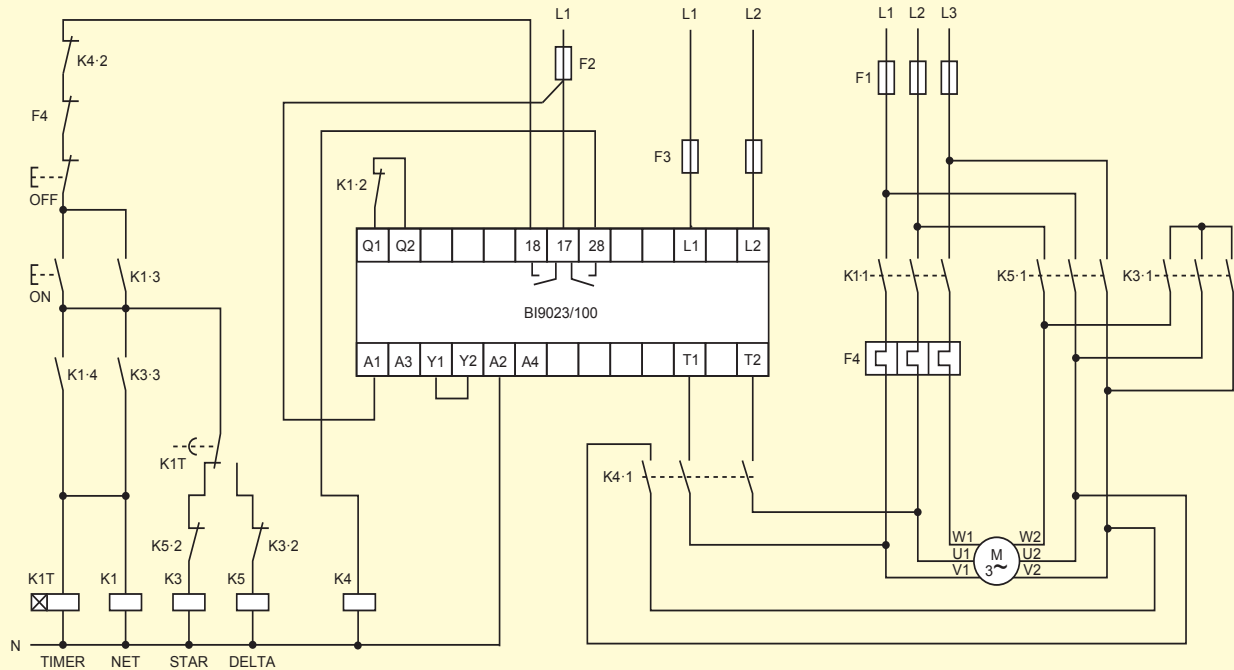 L1 L1 L2 L1 L2 L3
K4·2
F2
F1
F4
F3
OFF
K1·2
Q1 Q2 18 17 28 L1 L2
ON
K1·3
K1·1 K5·1 K3·1
BI9023/100
A1 A3 Y1 Y2 A2 A4 T1 T2
F4
K1·4 K3·3
K1T
K4·1
K5·2 K3·2
W1 W2
U1 M U2
V1 3~ V2
K1T K1 K3 K5 K4
N
TIMER NET STAR DELTA